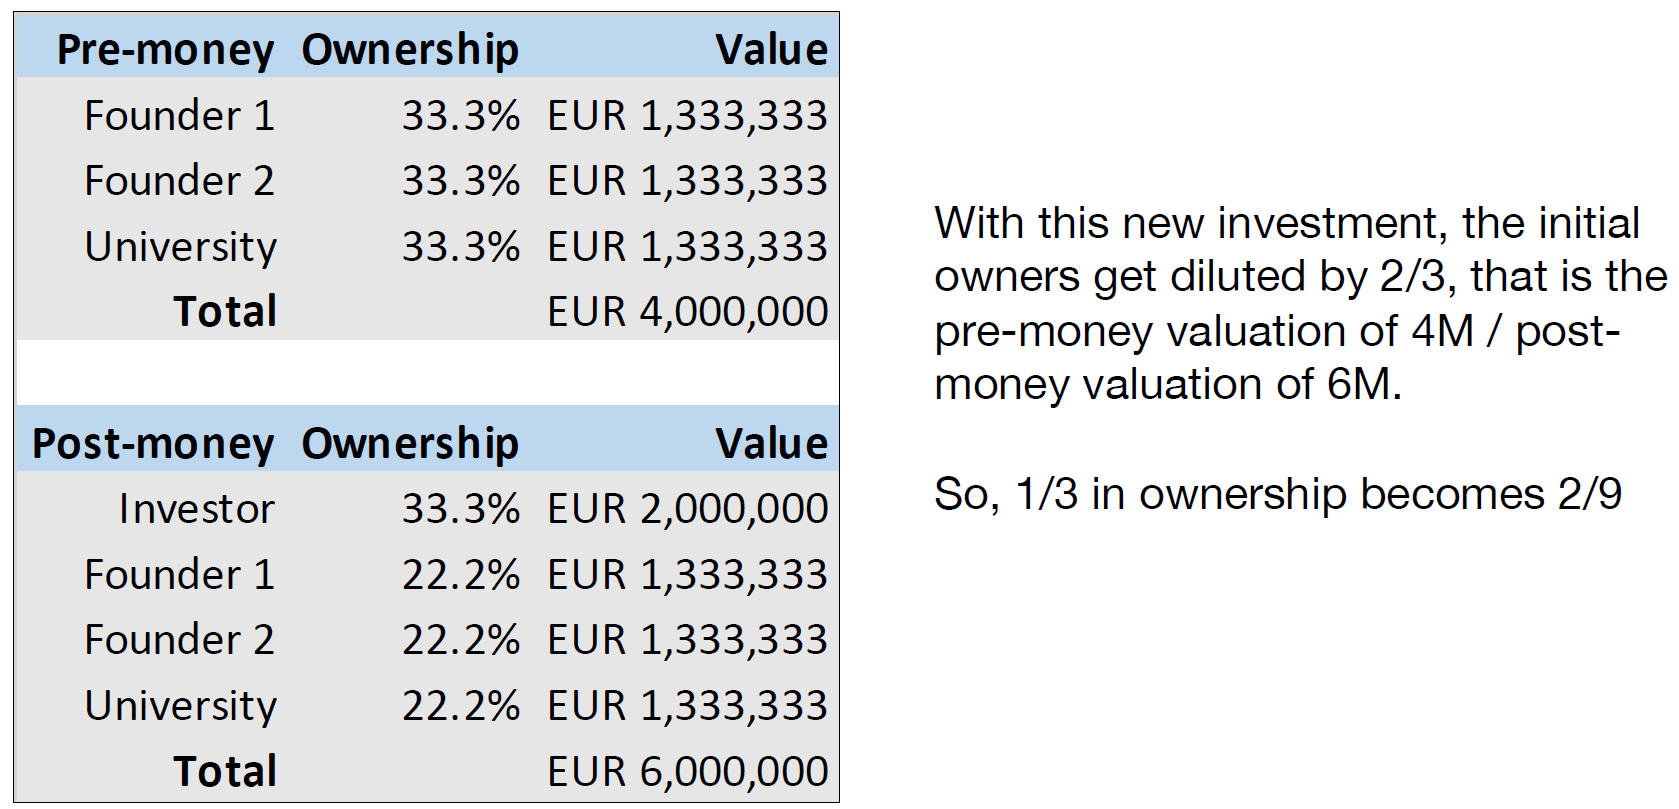 Pre-money Ownership Value
Founder 1 33.3% EUR 1,333,333
Founder 2 33.3% EUR 1,333,333
University 33.3% EUR 1,333,333
Total EUR 4,000,000
Post-money Ownership Value
Investor 33.3% EUR 2,000,000
Founder 1 22.2% EUR 1,333,333
Founder 2 22.2% EUR 1,333,333
University 22.2% EUR 1,333,333
Total EUR 6,000,000
With this new investment, the initial
owners get diluted by 2/3, that is the
pre-money valuation of 4M / post-
money valuation of 6M.
So, 1/3 in ownership becomes 2/9